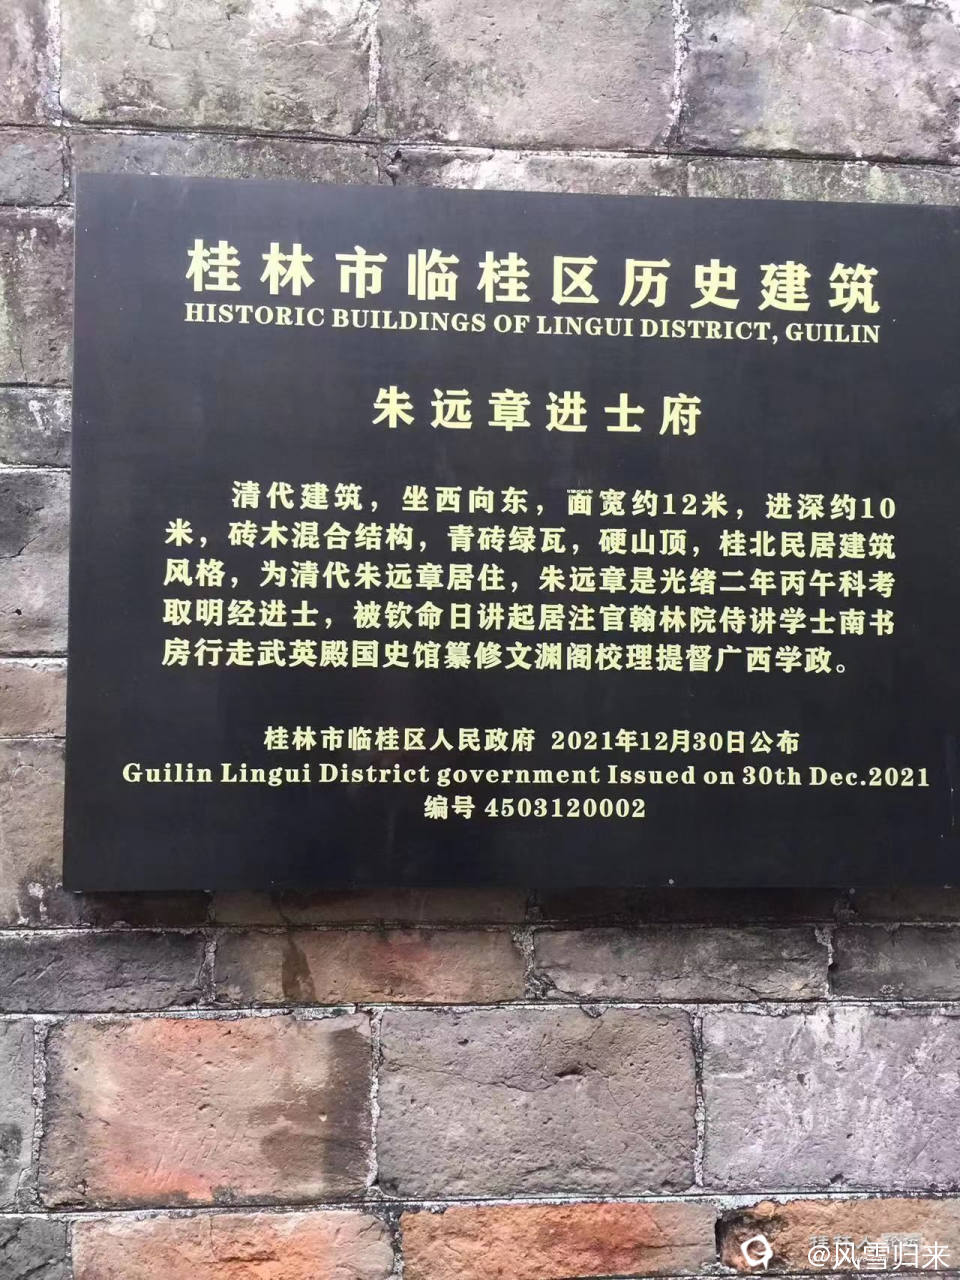 桂林市临桂区历史建筑
HISTORIC BUILDINGS OF LINGUI DISTRICT, GUILIN
朱远章进士府
清代建筑，坐西向东，面宽约12米，进深约10
米，砖木混合结构，青砖绿瓦，硬山顶，桂北民居建筑
风格，为清代朱远章居住，朱远章是光绪二年丙午科考
取明经进士，被钦命日讲起居注官翰林院侍讲学士南书
房行走武英殿国史馆纂修文渊阁校理提督广西学政。
桂林市临桂区人民政府 2021年12月30日公布
Guilin Lingui District government Issued on 30th Dec.2021
编号 4503120002
@风雪归来